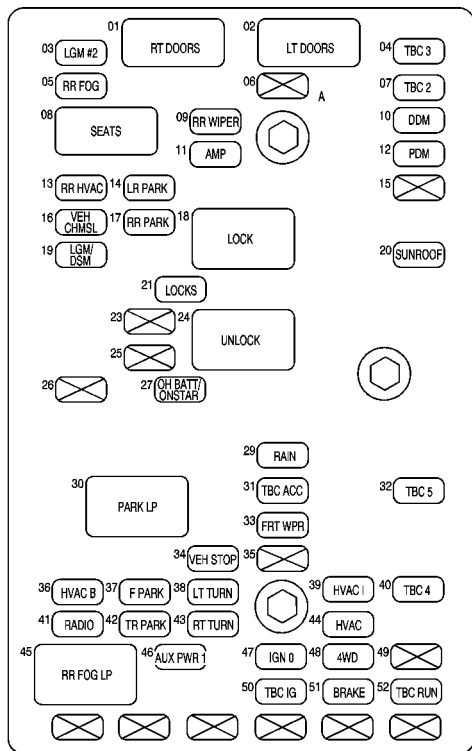 01 RT DOORS
02 LT DOORS
03 LGM #2
04 TBC 3
05 RR FOG
06
A
07 TBC 2
08 SEATS
09 RR WIPER
10 DDM
11 AMP
12 PDM
13 RR HVAC
14 LR PARK
15
16 VEH
CHMSL
17 RR PARK
18 LOCK
19 LGM/
DSM
20 SUNROOF
21 LOCKS
23
24 UNLOCK
25
26
27 OH BATT/
ONSTAR
29 RAIN
30 PARK LP
31 TBC ACC
32 TBC 5
33 FRT WPR
34 VEH STOP
35
36 HVAC B
37 F PARK
38 LT TURN
39 HVAC I
40 TBC 4
41 RADIO
42 TR PARK
43 RT TURN
44 HVAC
45 RR FOG LP
46 AUX PWR 1
47 IGN 0
48 4WD
49
50 TBC IG
51 BRAKE
52 TBC RUN